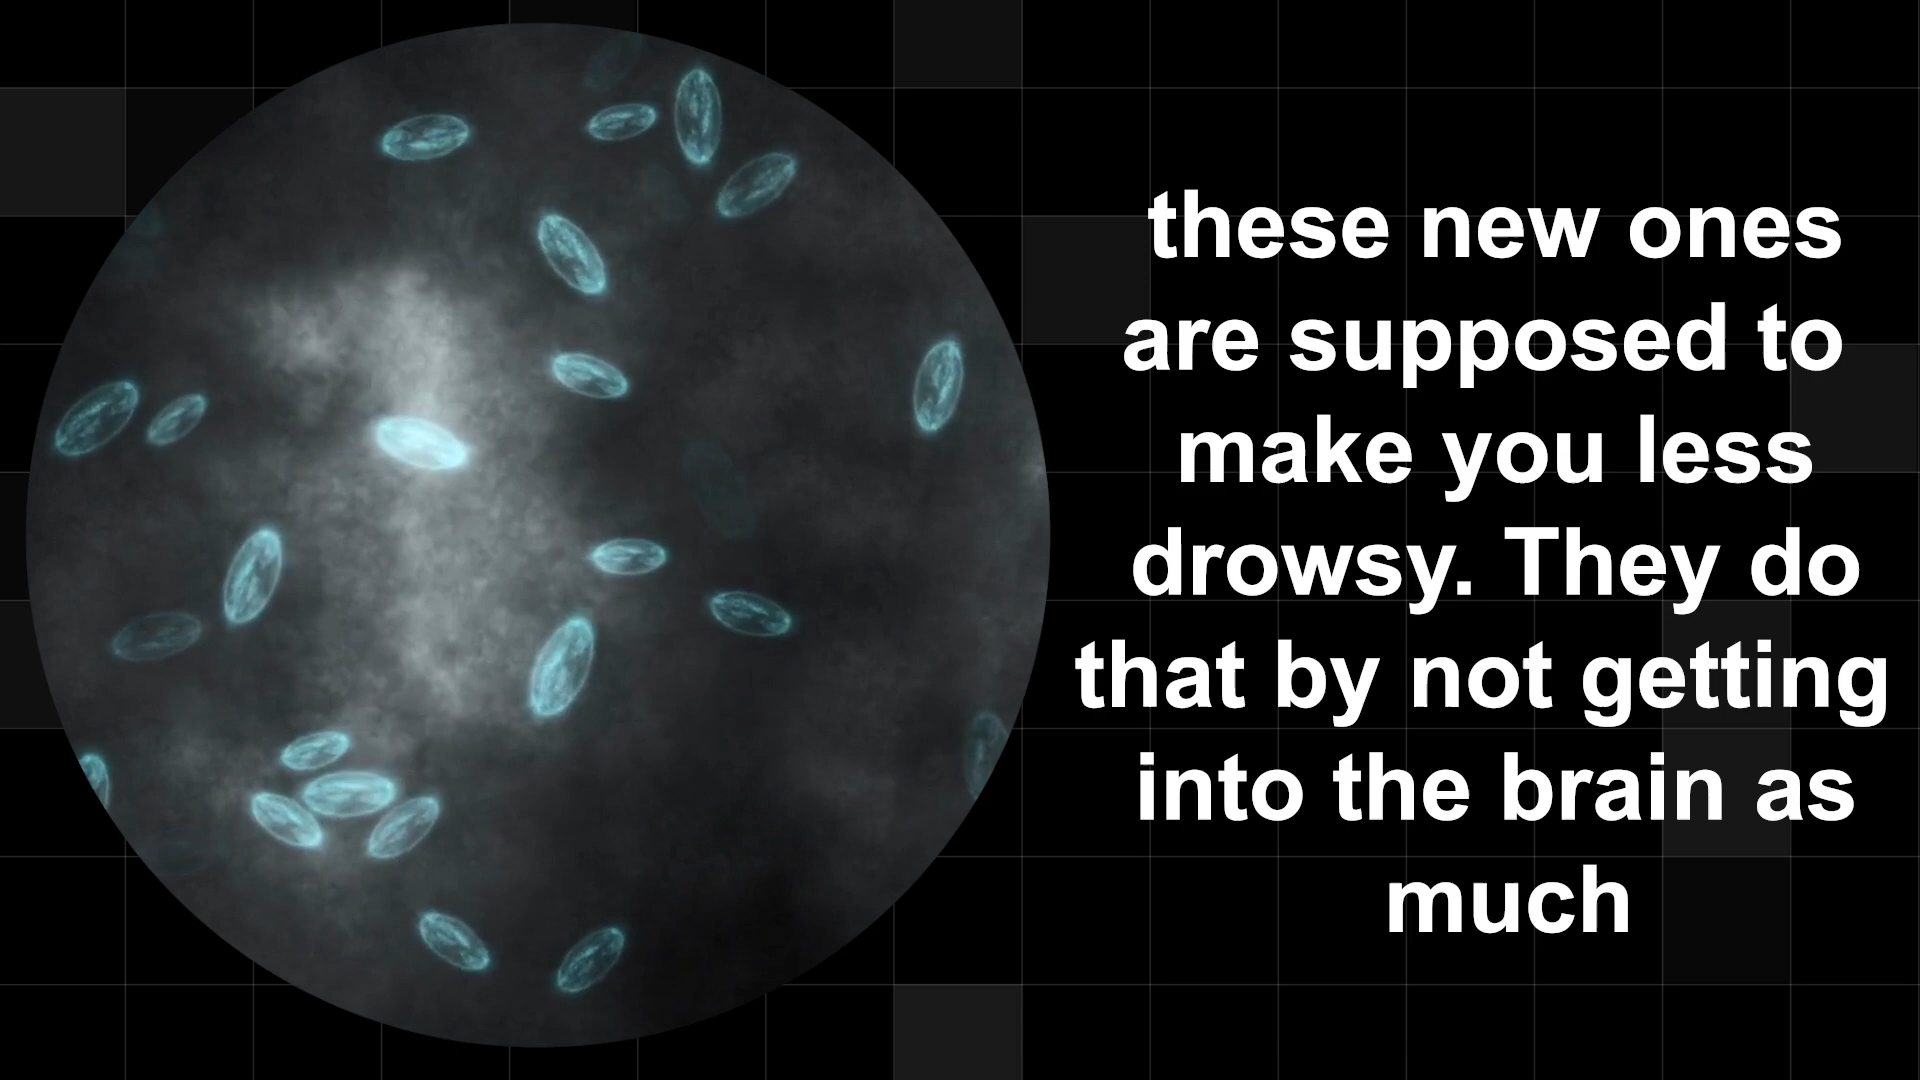 these new ones
are supposed to
make you less
drowsy. They do
that by not getting
into the brain as
much